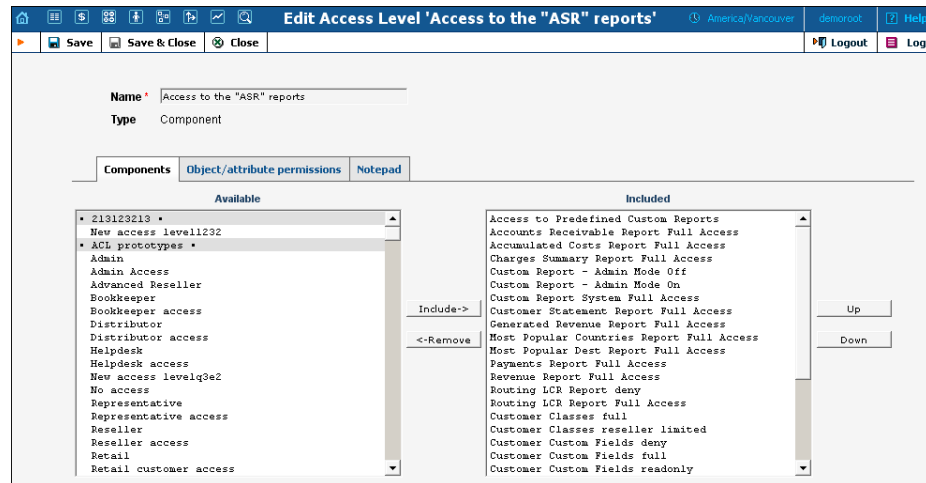 Edit Access Level 'Access to the "ASR" reports'
America/Vancouver
demoroot
Help
Save
Save & Close
Close
Logout
Log
Name *
Access to the "ASR" reports
Type
Component
Components
Object/attribute permissions
Notepad
Available
▪ 213123213 ▪
New access level1232
▪ ACL prototypes ▪
Admin
Admin Access
Advanced Reseller
Bookkeeper
Bookkeeper access
Distributor
Distributor access
Helpdesk
Helpdesk access
New access levelq3e2
No access
Representative
Representative access
Reseller
Reseller access
Retail
Retail customer access
Include->
<-Remove
Included
Access to Predefined Custom Reports
Accounts Receivable Report Full Access
Accumulated Costs Report Full Access
Charges Summary Report Full Access
Custom Report - Admin Mode Off
Custom Report - Admin Mode On
Custom Report System Full Access
Customer Statement Report Full Access
Generated Revenue Report Full Access
Most Popular Countries Report Full Access
Most Popular Dest Report Full Access
Payments Report Full Access
Revenue Report Full Access
Routing LCR Report deny
Routing LCR Report Full Access
Customer Classes full
Customer Classes reseller limited
Customer Custom Fields deny
Customer Custom Fields full
Customer Custom Fields readonly
Up
Down